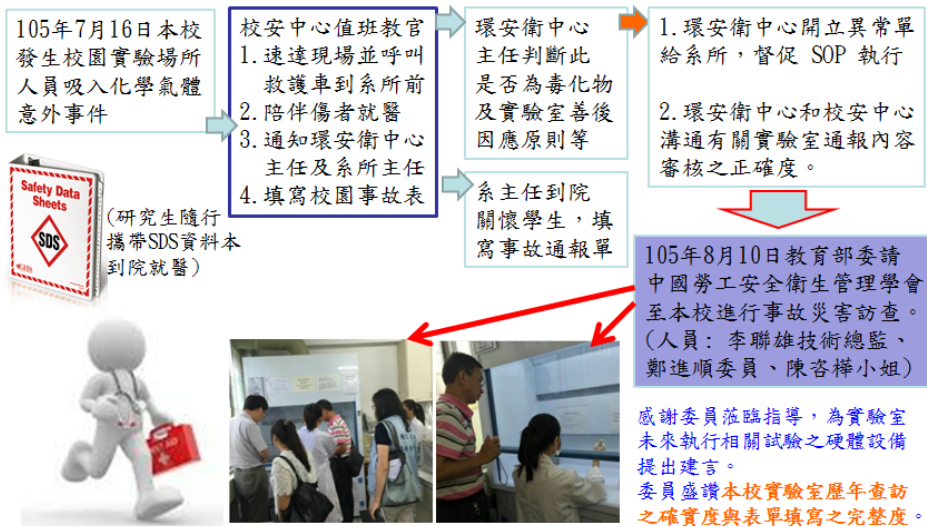 105年7月16日本校
發生校園實驗場所
人員吸入化學氣體
意外事件
Safety Data
Sheets
SDS
(研究生隨行
攜帶SDS資料本
到院就醫)
校安中心值班教官
1.速達現場並呼叫
救護車到系所前
2.陪伴傷者就醫
3.通知環安衛中心
主任及系所主任
4.填寫校園事故表
環安衛中心
主任判斷此
是否為毒化物
及實驗室善後
因應原則等
系主任到院
關懷學生，填
寫事故通報單
1.環安衛中心開立異常單
給系所，督促 SOP 執行
2.環安衛中心和校安中心
溝通有關實驗室通報內容
審核之正確度。
105年8月10日教育部委請
中國勞工安全衛生管理學會
至本校進行事故災害訪查。
(人員：李聯雄技術總監、
鄭進順委員、陳咨樺小姐)
FIRST AID
感謝委員蒞臨指導，為實驗室
未來執行相關試驗之硬體設備
提出建言。
委員盛讚本校實驗室歷年查訪
之確實度與表單填寫之完整度。